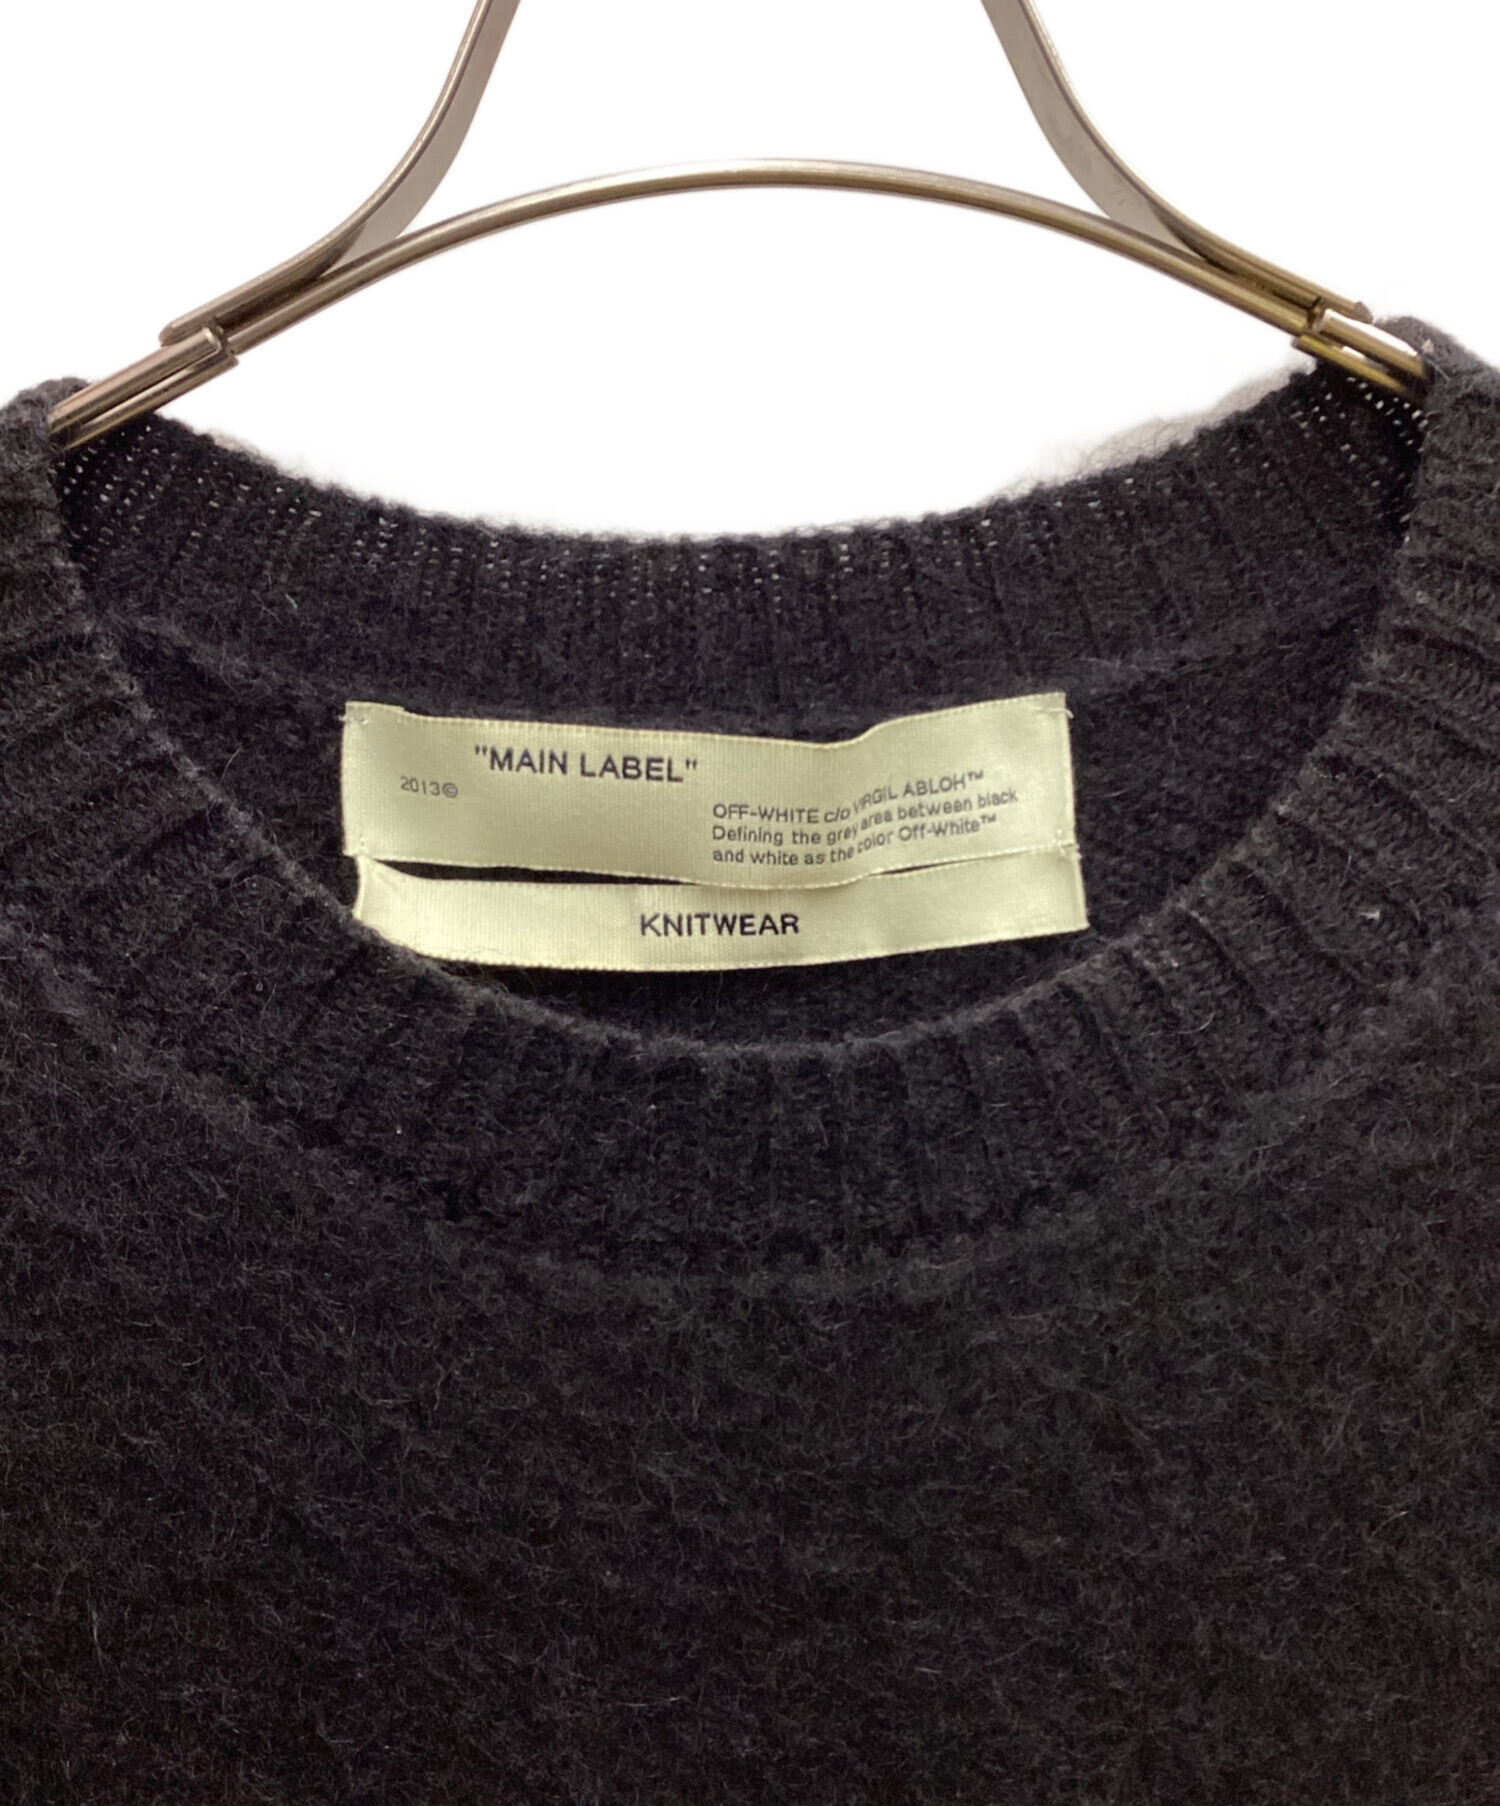 "MAIN LABEL"
2013©
OFF-WHITE c/o VIRGIL ABLOH™
Defining the grey area between black
and white as the color Off-White™
KNITWEAR